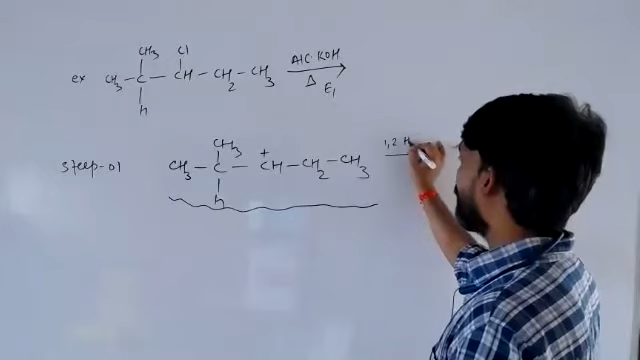 CH3 Cl
ex CH3 - C - CH - CH2 - CH3 Alc. KOH
H Δ E1
CH3 + 1,2 H
Steep-01 CH3 - C - CH - CH2 - CH3
H